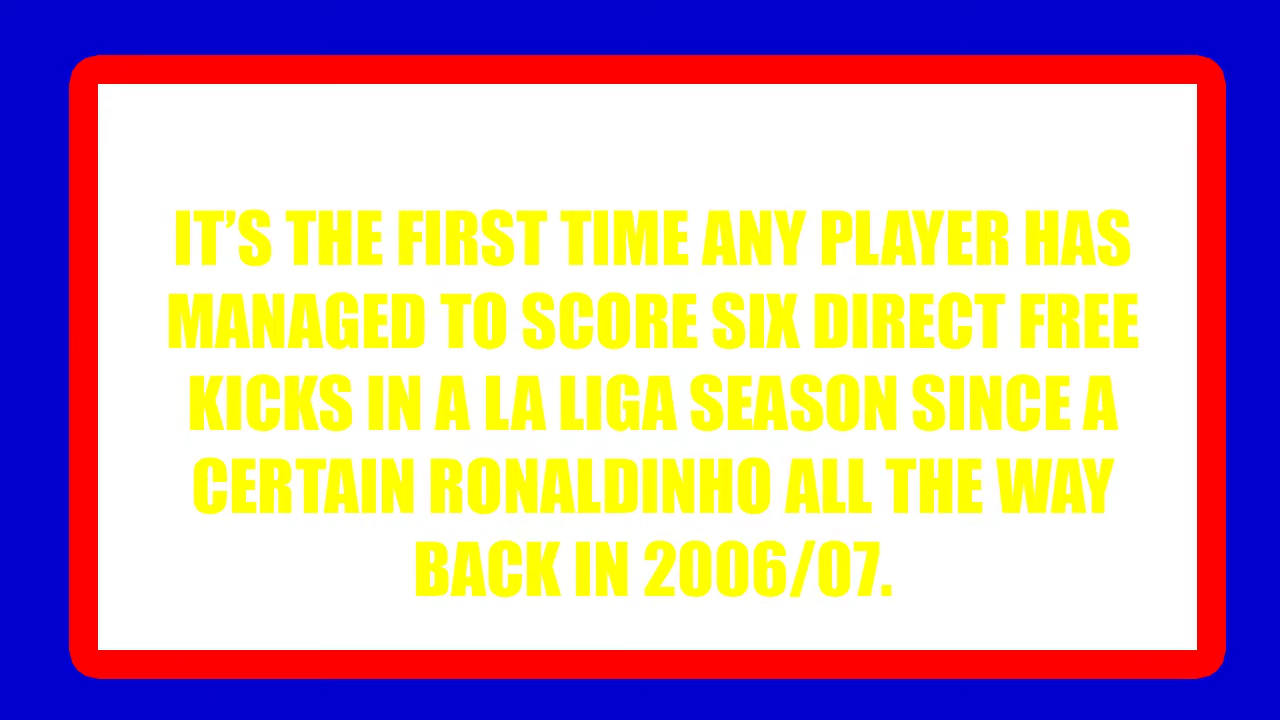 IT’S THE FIRST TIME ANY PLAYER HAS
MANAGED TO SCORE SIX DIRECT FREE
KICKS IN A LA LIGA SEASON SINCE A
CERTAIN RONALDINHO ALL THE WAY
BACK IN 2006/07.